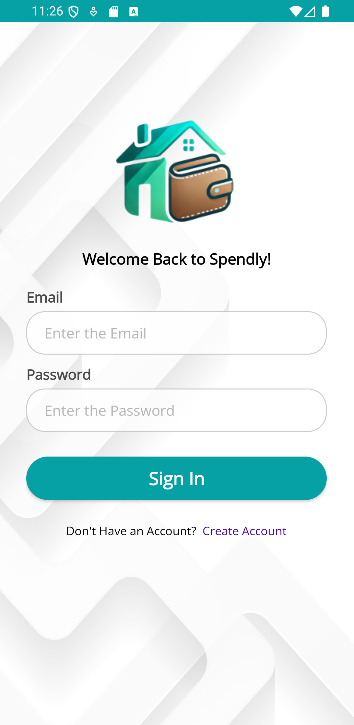 11:26
Welcome Back to Spendly!
Email
Enter the Email
Password
Enter the Password
Sign In
Don't Have an Account? Create Account